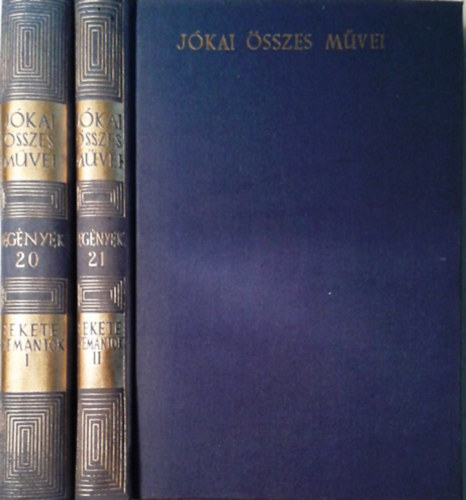 JÓKAI
ÖSSZES
MŰVEI
REGÉNYEK
20
FEKETE
GYÉMÁNTOK
I
JÓKAI
ÖSSZES
MŰVEI
REGÉNYEK
21
FEKETE
GYÉMÁNTOK
II
JÓKAI ÖSSZES MŰVEI